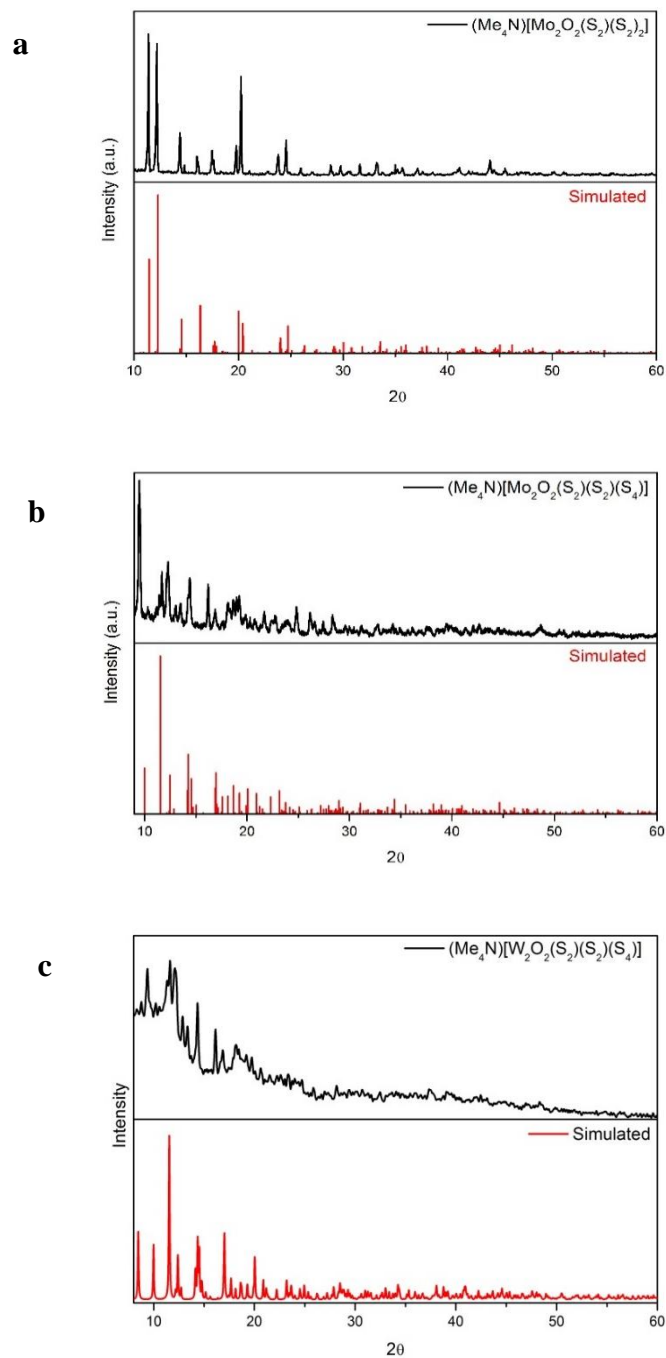 a
(Me₄N)[Mo₂O₂(S₂)(S₂)₂]
Intensity (a.u.)
Simulated
10 20 30 40 50 60
2θ
b
(Me₄N)[Mo₂O₂(S₂)(S₂)(S₄)]
Intensity (a.u.)
Simulated
10 20 30 40 50 60
2θ
c
(Me₄N)[W₂O₂(S₂)(S₂)(S₄)]
Intensity
Simulated
10 20 30 40 50 60
2θ